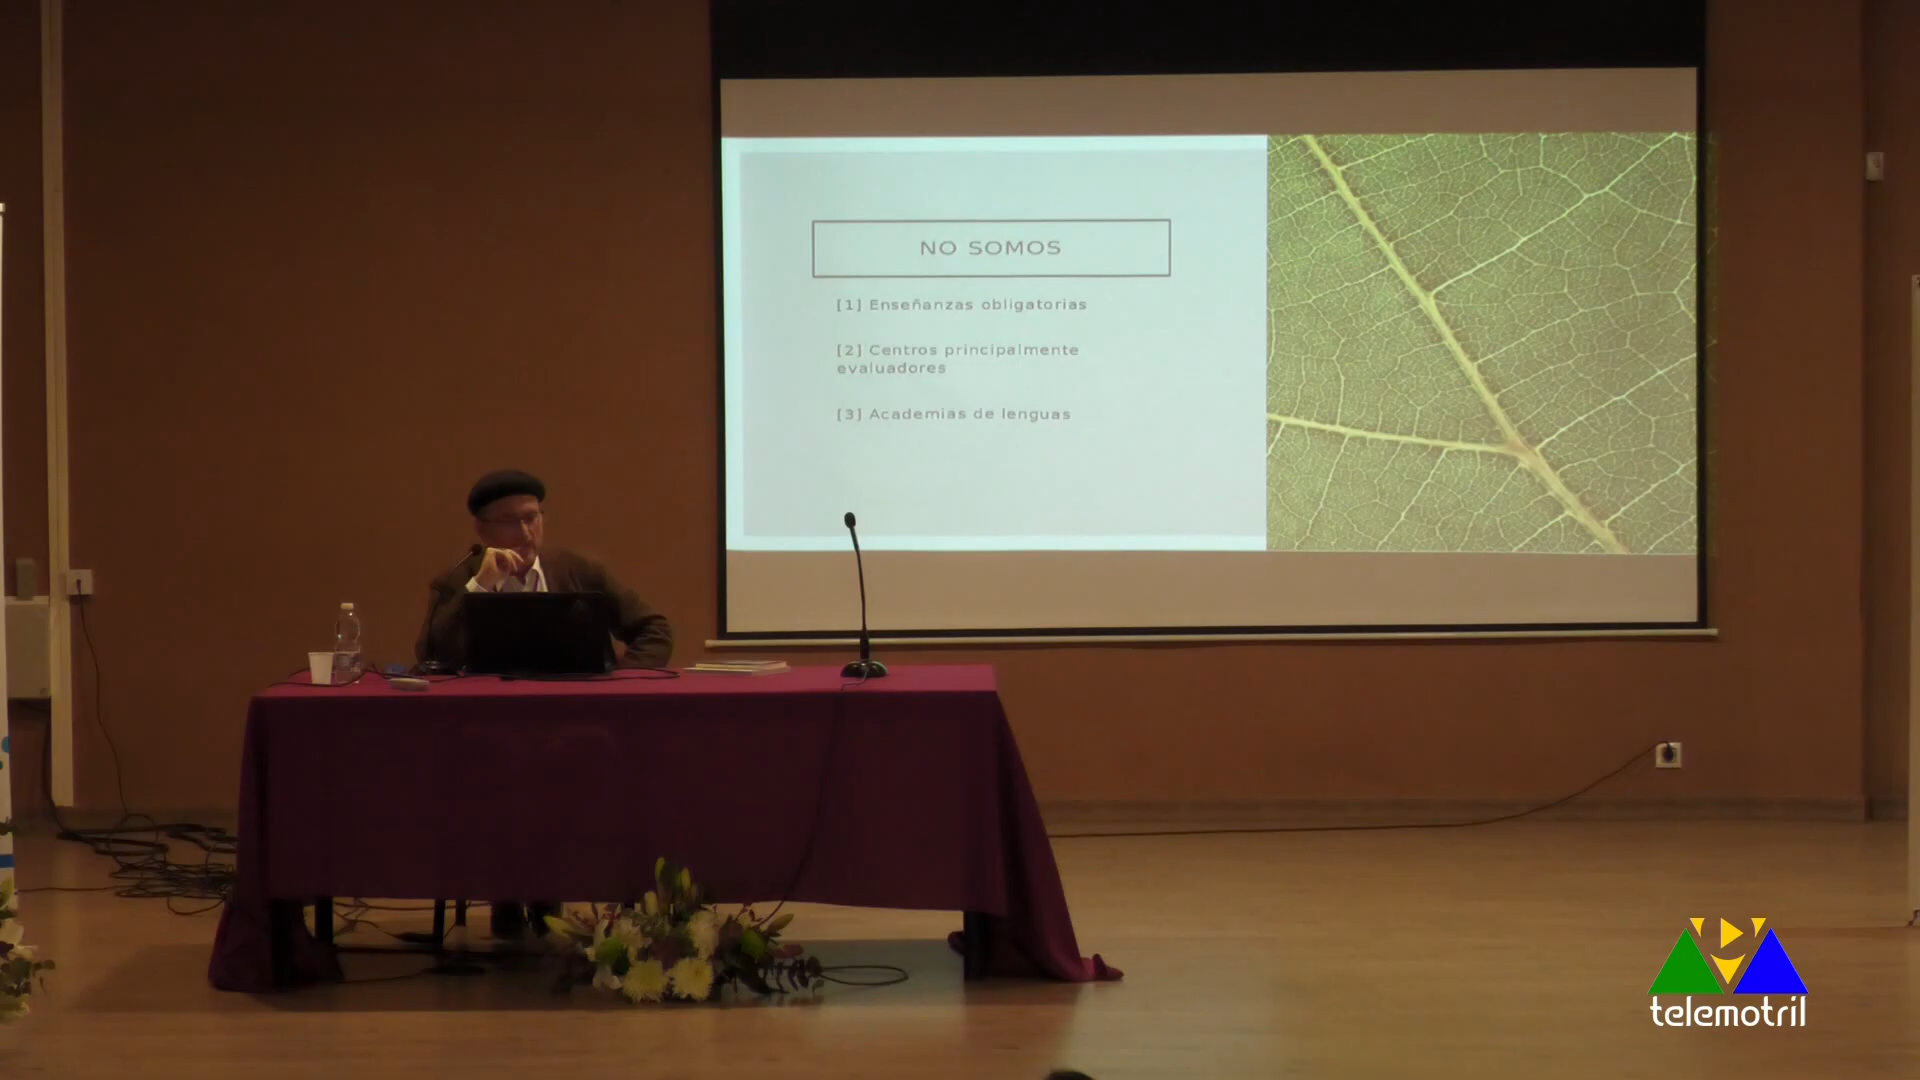 NO SOMOS
[1] Enseñanzas obligatorias
[2] Centros principalmente
evaluadores
[3] Academias de lenguas
telemotril